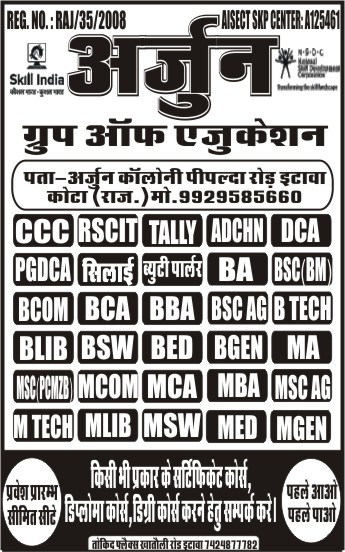 REG. NO. : RAJ/35/2008 AISECT SKP CENTER: A125461
अर्जुन
Skill India
कौशल भारत - कुशल भारत
N·S·D·C
National
Skill Development
Corporation
Transforming the skill landscape
ग्रुप ऑफ एजुकेशन
पता–अर्जुन कॉलोनी पीपल्दा रोड़ इटावा
कोटा (राज.) मो.9929585660
CCC RSCIT TALLY ADCHN DCA
PGDCA सिलाई ब्युटी पार्लर BA BSC(BM)
BCOM BCA BBA BSC AG B TECH
BLIB BSW BED BGEN MA
MSC(PCMZB) MCOM MCA MBA MSC AG
M TECH MLIB MSW MED MGEN
प्रवेश प्रारम्भ
सीमित सीटे
किसी भी प्रकार के सर्टिफिकेट कोर्स,
डिप्लोमा कोर्स,डिग्री कोर्स करने हेतु सम्पर्क करे।
पहले आओ
पहले पाओ
तोकिद फ्लैक्स खातौली रोड इटावा 7424877782